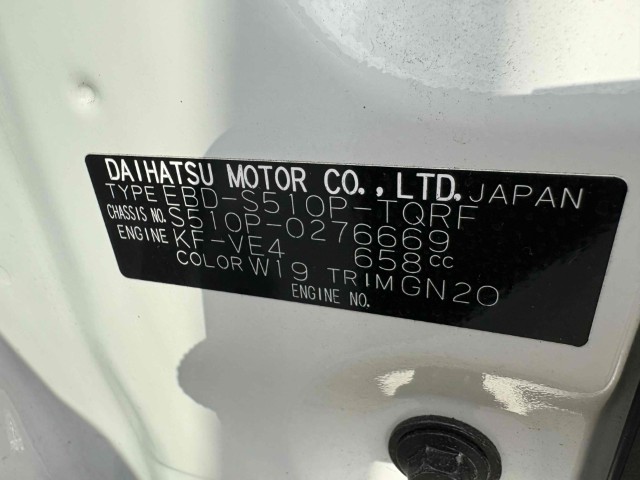 DAIHATSU MOTOR CO.,LTD. JAPAN
TYPE EBD-S510P-TQRF
CHASSIS NO. S510P-0276669
ENGINE KF-VE4 658cc
COLOR W19 TRIM GN20
ENGINE NO.